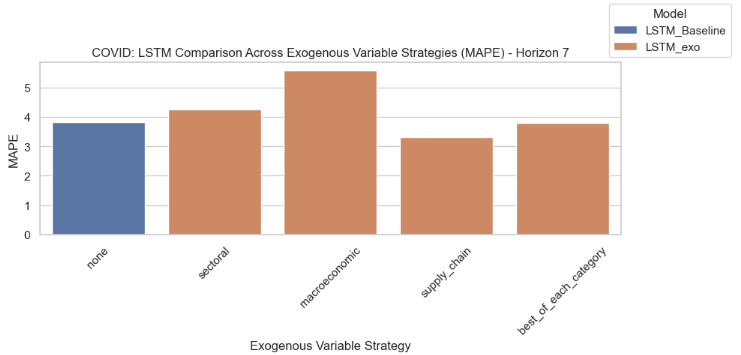 Model
LSTM_Baseline
LSTM_exo
COVID: LSTM Comparison Across Exogenous Variable Strategies (MAPE) - Horizon 7
MAPE
5
4
3
2
1
0
none
sectoral
macroeconomic
supply_chain
best_of_each_category
Exogenous Variable Strategy